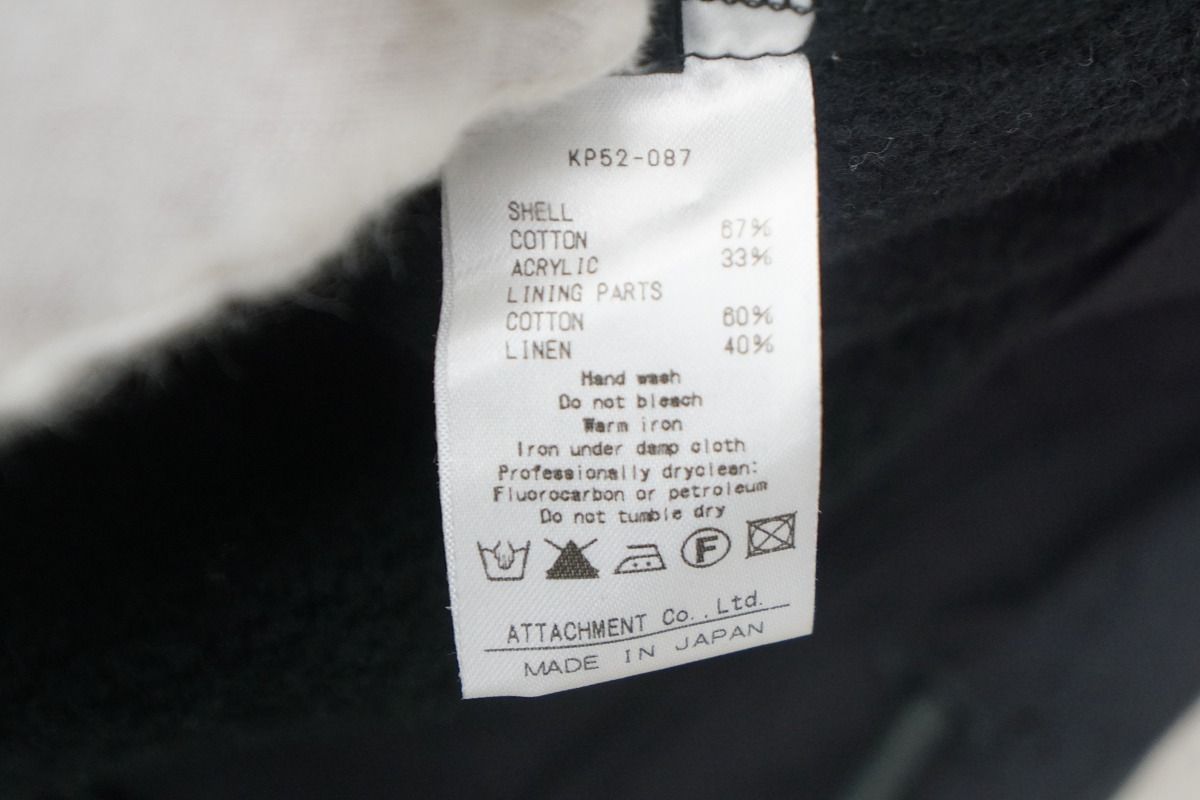 KP52-087
SHELL
COTTON 67%
ACRYLIC 33%
LINING PARTS
COTTON 60%
LINEN 40%
Hand wash
Do not bleach
Warm iron
Iron under damp cloth
Professionally dryclean:
Fluorocarbon or petroleum
Do not tumble dry
F
ATTACHMENT Co.,Ltd.
MADE IN JAPAN